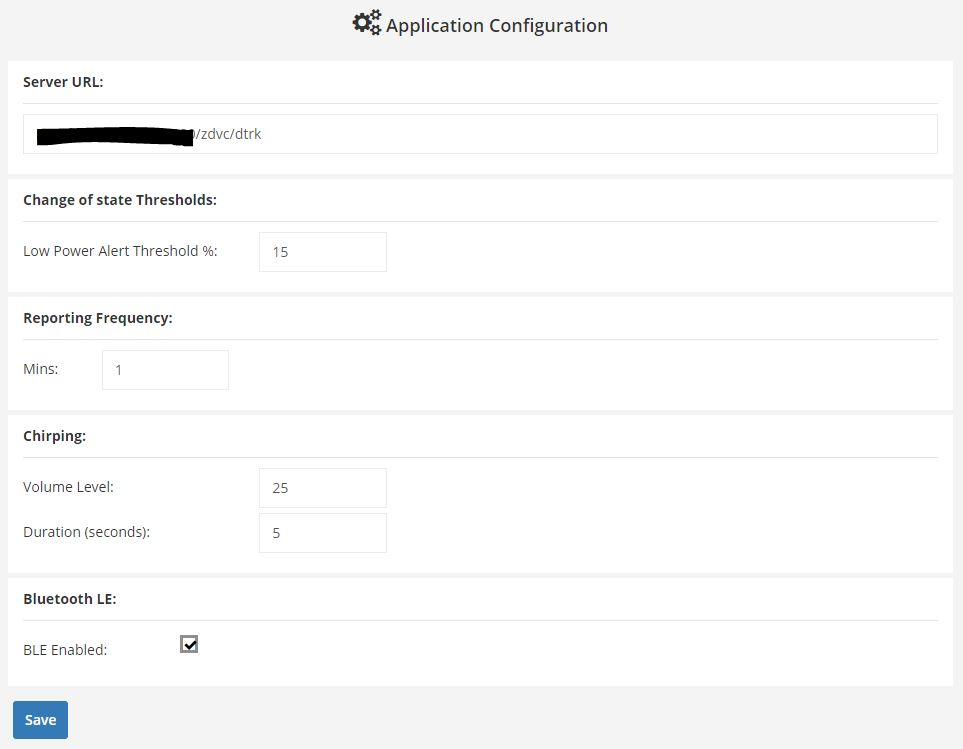 Application Configuration
Server URL:
/zdvc/dtrk
Change of state Thresholds:
Low Power Alert Threshold %: 15
Reporting Frequency:
Mins: 1
Chirping:
Volume Level: 25
Duration (seconds): 5
Bluetooth LE:
BLE Enabled:
Save